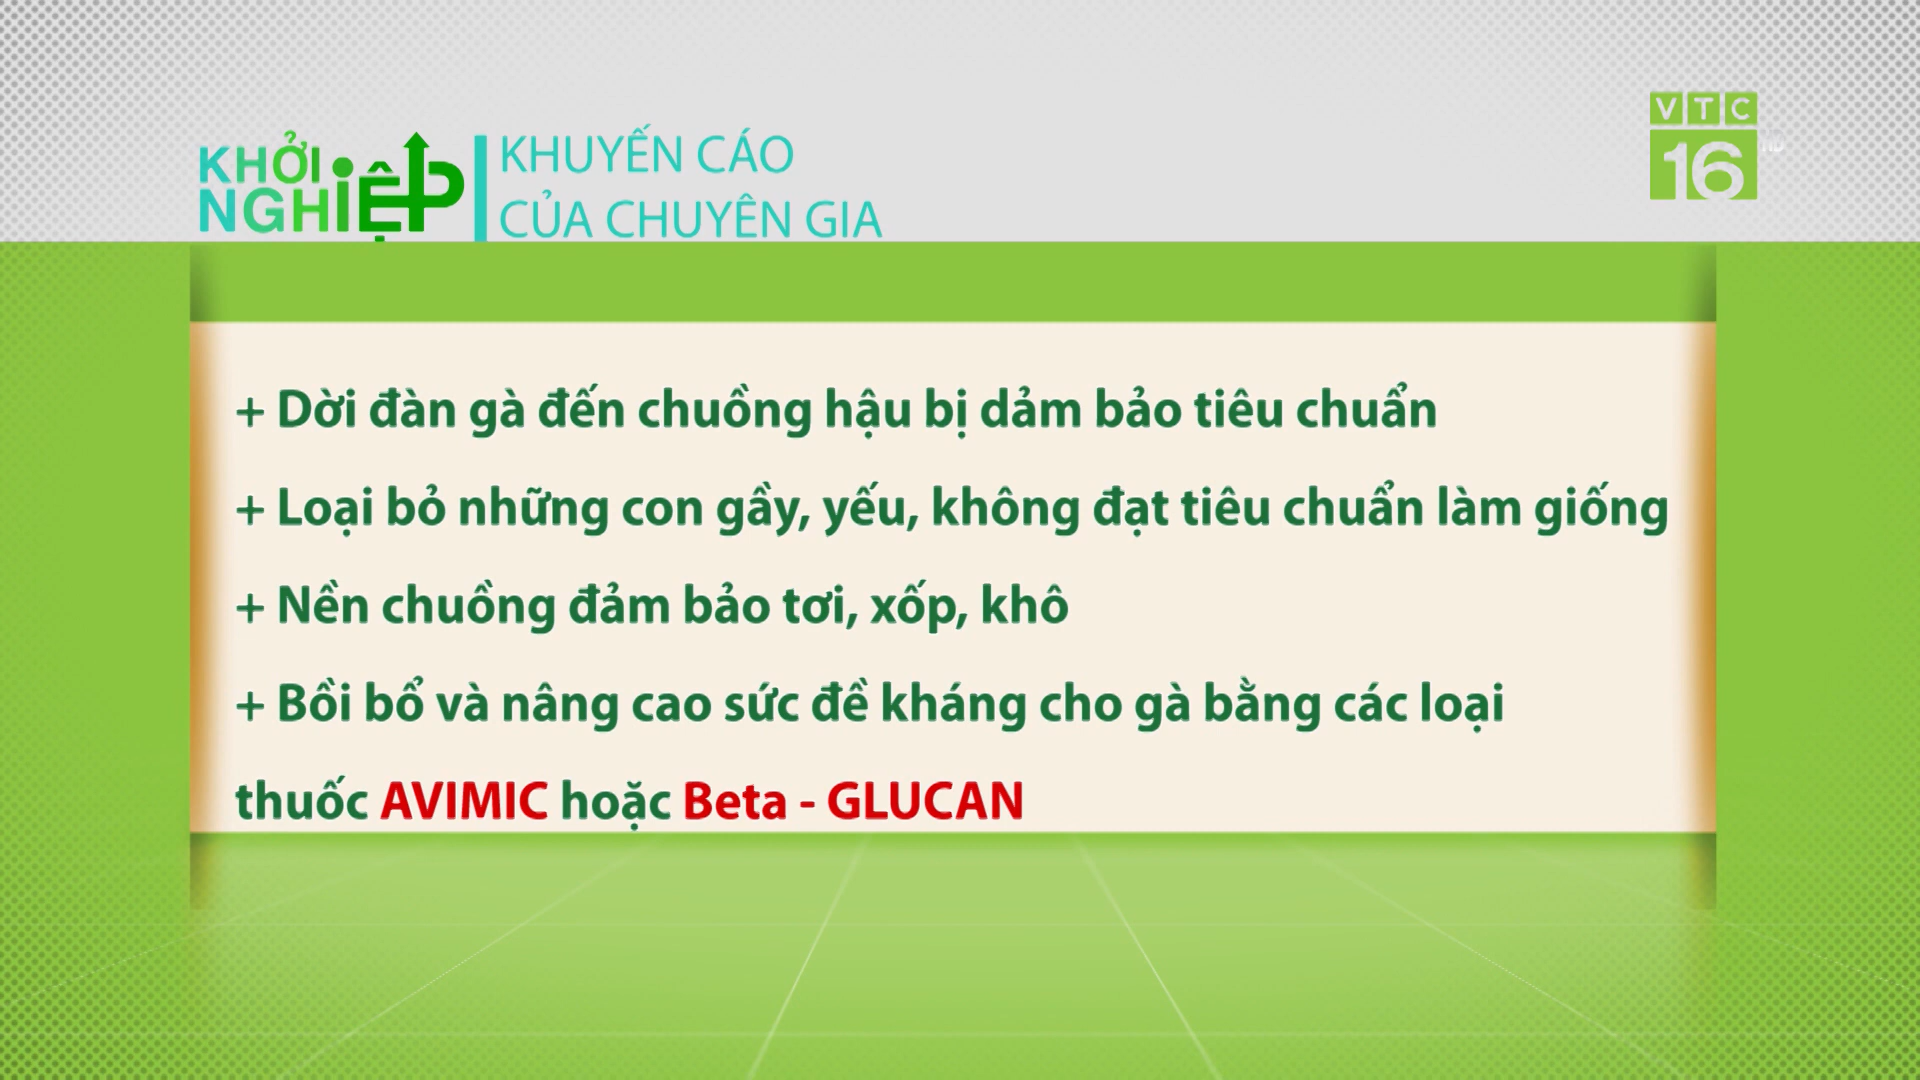 KHỞI
NGHIỆP
KHUYẾN CÁO
CỦA CHUYÊN GIA
VTC
16
HD
+ Dời đàn gà đến chuồng hậu bị dảm bảo tiêu chuẩn
+ Loại bỏ những con gầy, yếu, không đạt tiêu chuẩn làm giống
+ Nền chuồng đảm bảo tơi, xốp, khô
+ Bồi bổ và nâng cao sức đề kháng cho gà bằng các loại
thuốc AVIMIC hoặc Beta - GLUCAN